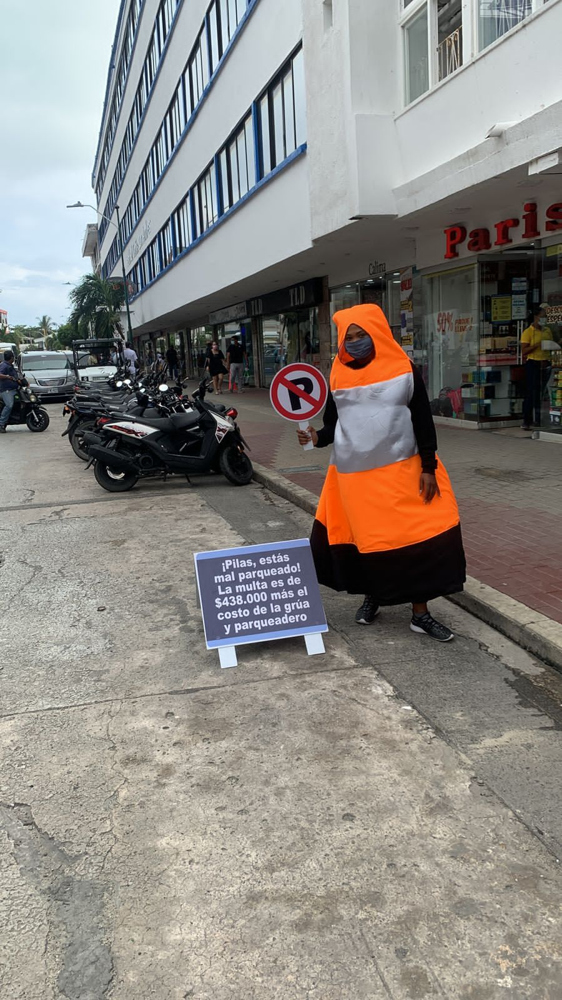 Paris
Calima
TLD
TLD
50%
P
¡Pilas, estás
mal parqueado!
La multa es de
$438.000 más el
costo de la grúa
y parqueadero